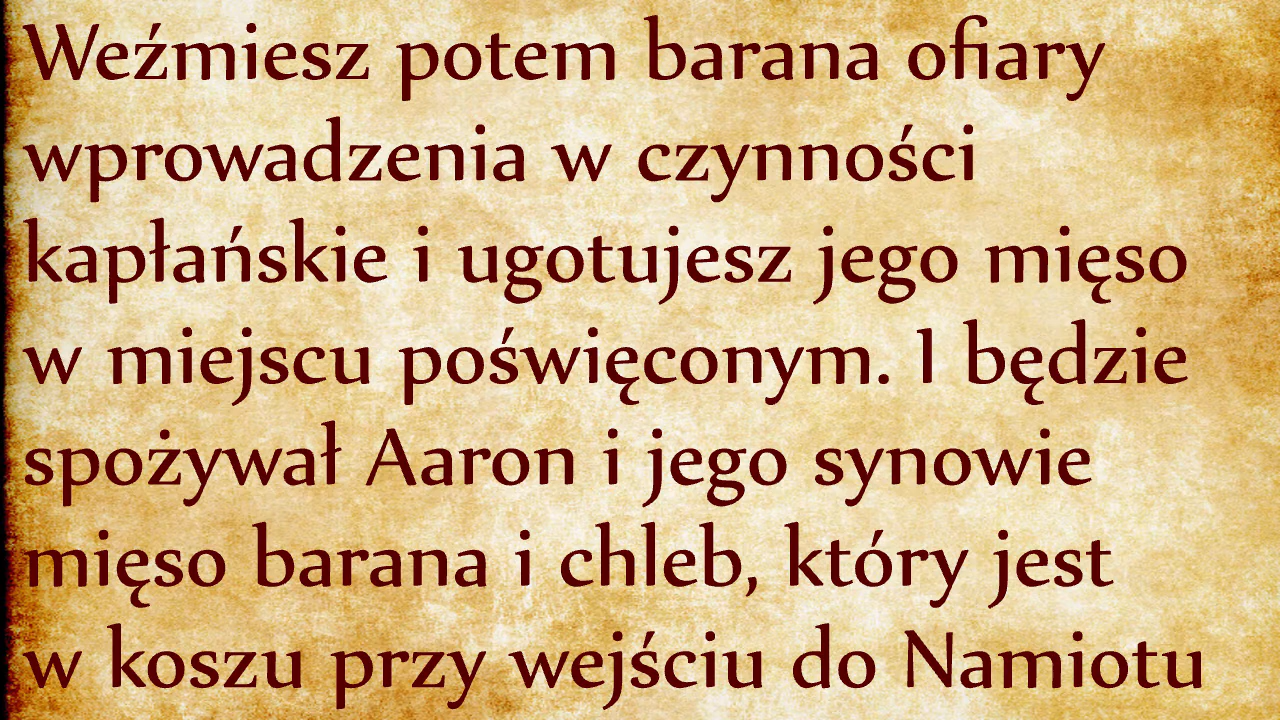 Weźmiesz potem barana ofiary
wprowadzenia w czynności
kapłańskie i ugotujesz jego mięso
w miejscu poświęconym. I będzie
spożywał Aaron i jego synowie
mięso barana i chleb, który jest
w koszu przy wejściu do Namiotu